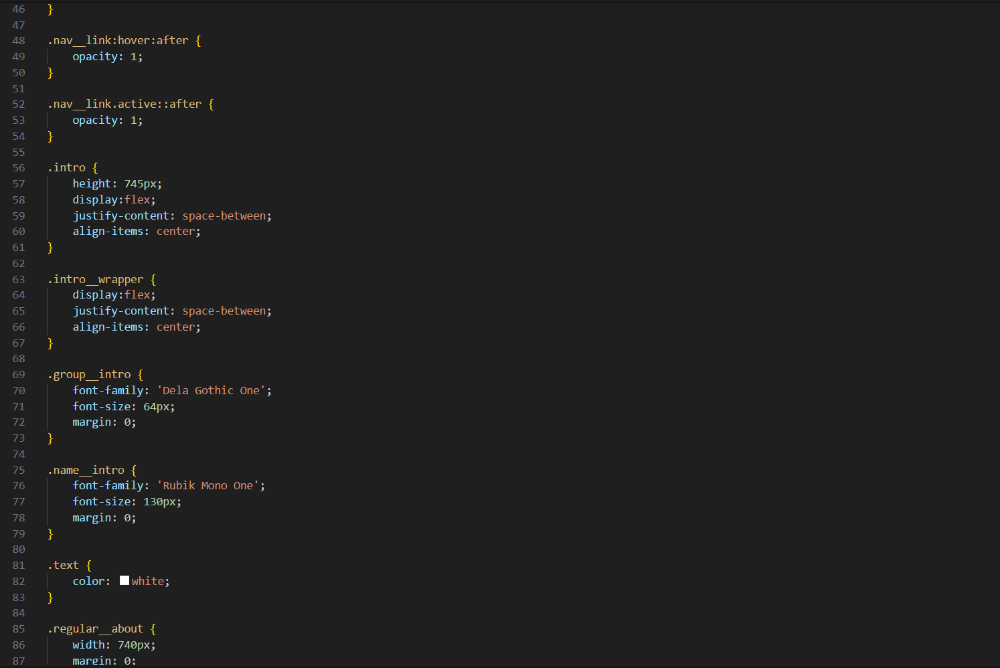 46 }
47
48 .nav__link:hover:after {
49 opacity: 1;
50 }
51
52 .nav__link.active::after {
53 opacity: 1;
54 }
55
56 .intro {
57 height: 745px;
58 display:flex;
59 justify-content: space-between;
60 align-items: center;
61 }
62
63 .intro__wrapper {
64 display:flex;
65 justify-content: space-between;
66 align-items: center;
67 }
68
69 .group__intro {
70 font-family: 'Dela Gothic One';
71 font-size: 64px;
72 margin: 0;
73 }
74
75 .name__intro {
76 font-family: 'Rubik Mono One';
77 font-size: 130px;
78 margin: 0;
79 }
80
81 .text {
82 color: white;
83 }
84
85 .regular__about {
86 width: 740px;
87 margin: 0;